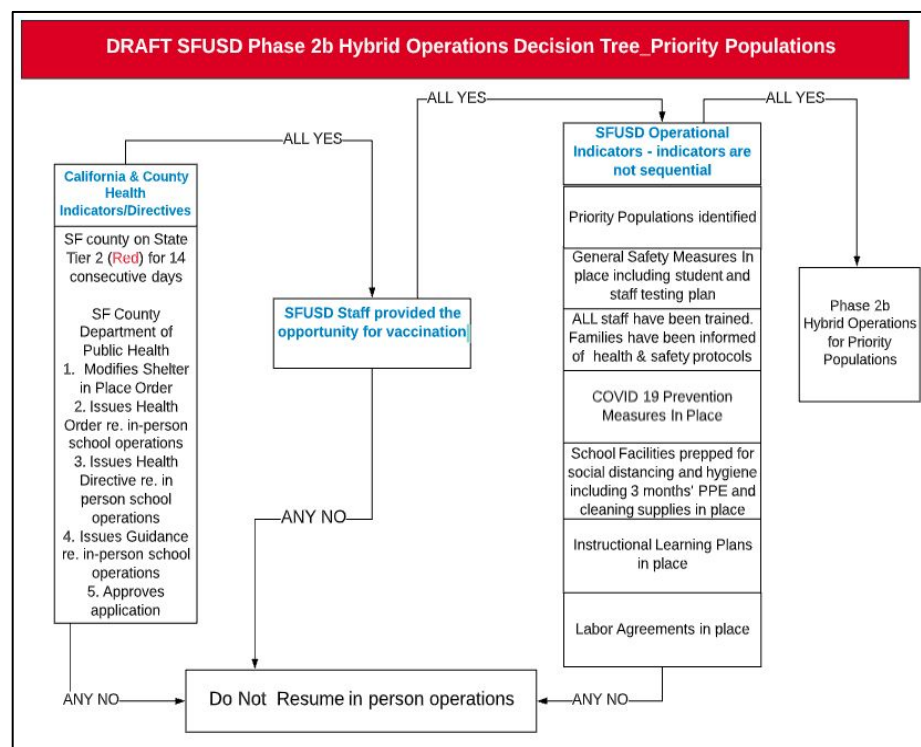 DRAFT SFUSD Phase 2b Hybrid Operations Decision Tree_Priority Populations
ALL YES
California & County
Health
Indicators/Directives
SF county on State
Tier 2 (Red) for 14
consecutive days
SF County
Department of
Public Health
1. Modifies Shelter
in Place Order
2. Issues Health
Order re. in-person
school operations
3. Issues Health
Directive re. in
person school
operations
4. Issues Guidance
re. in-person school
operations
5. Approves
application
ANY NO
ALL YES
SFUSD Staff provided the
opportunity for vaccination
ANY NO
ALL YES
SFUSD Operational
Indicators - indicators are
not sequential
Priority Populations identified
General Safety Measures In
place including student and
staff testing plan
ALL staff have been trained.
Families have been informed
of health & safety protocols
COVID 19 Prevention
Measures In Place
School Facilities prepped for
social distancing and hygiene
including 3 months' PPE and
cleaning supplies in place
Instructional Learning Plans
in place
Labor Agreements in place
ANY NO
Phase 2b
Hybrid Operations
for Priority
Populations
Do Not Resume in person operations